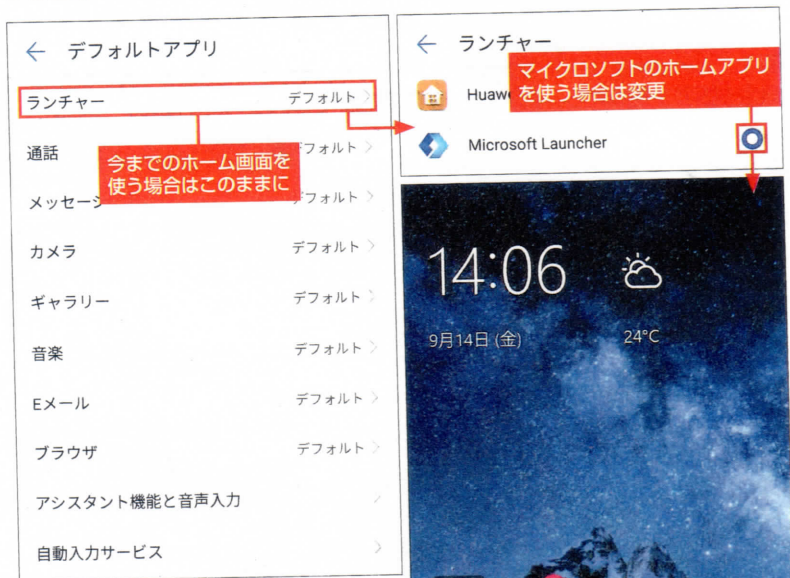 ← デフォルトアプリ
ランチャー デフォルト
今までのホーム画面を
使う場合はこのままに
通話 フォルト
メッセージ フォルト
カメラ デフォルト
ギャラリー デフォルト
音楽 デフォルト
Eメール デフォルト
ブラウザ デフォルト
アシスタント機能と音声入力
自動入力サービス
← ランチャー
マイクロソフトのホームアプリ
を使う場合は変更
Huawe
Microsoft Launcher
14:06
9月14日 (金) 24°C